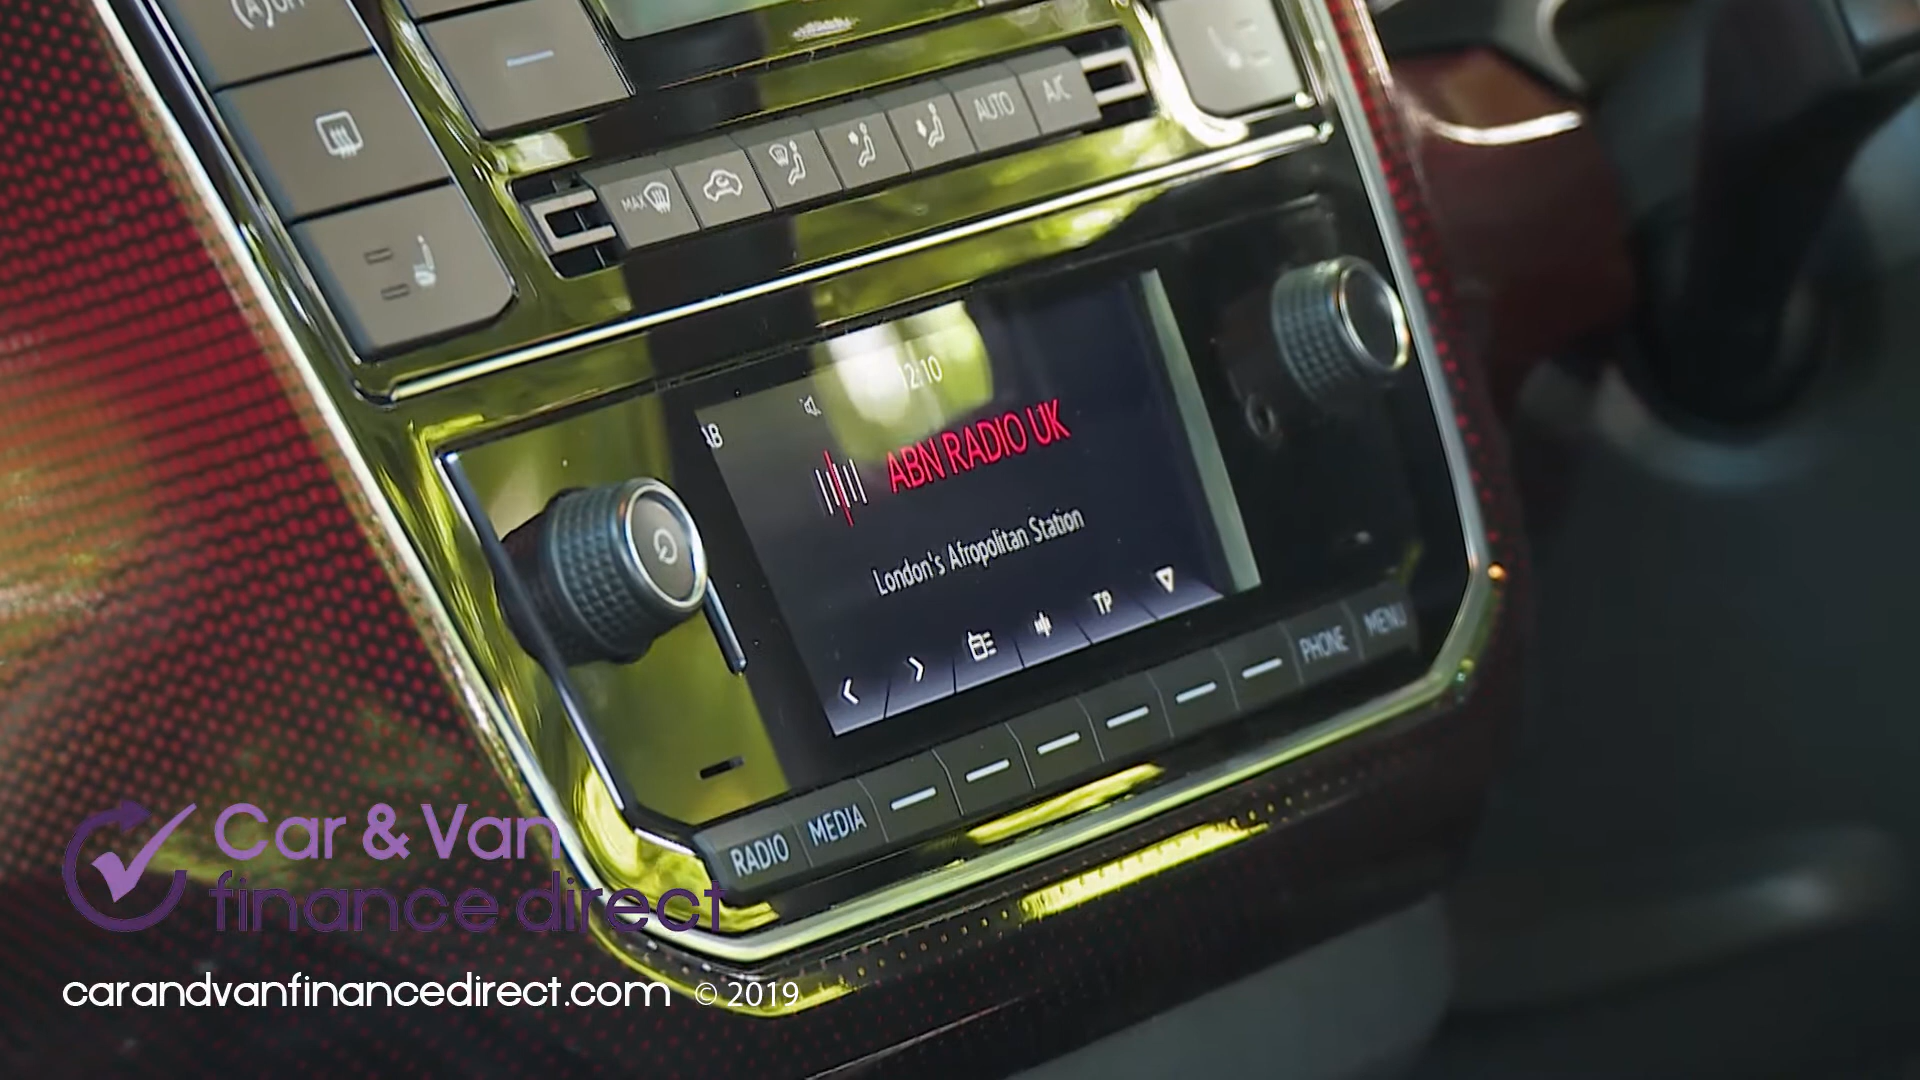 (A)OFF
MAX
AUTO
A/C
12:10
ABN RADIO UK
London's Afropolitan Station
TP
RADIO
MEDIA
PHONE
MENU
Car & Van
finance direct
carandvanfinancedirect.com © 2019